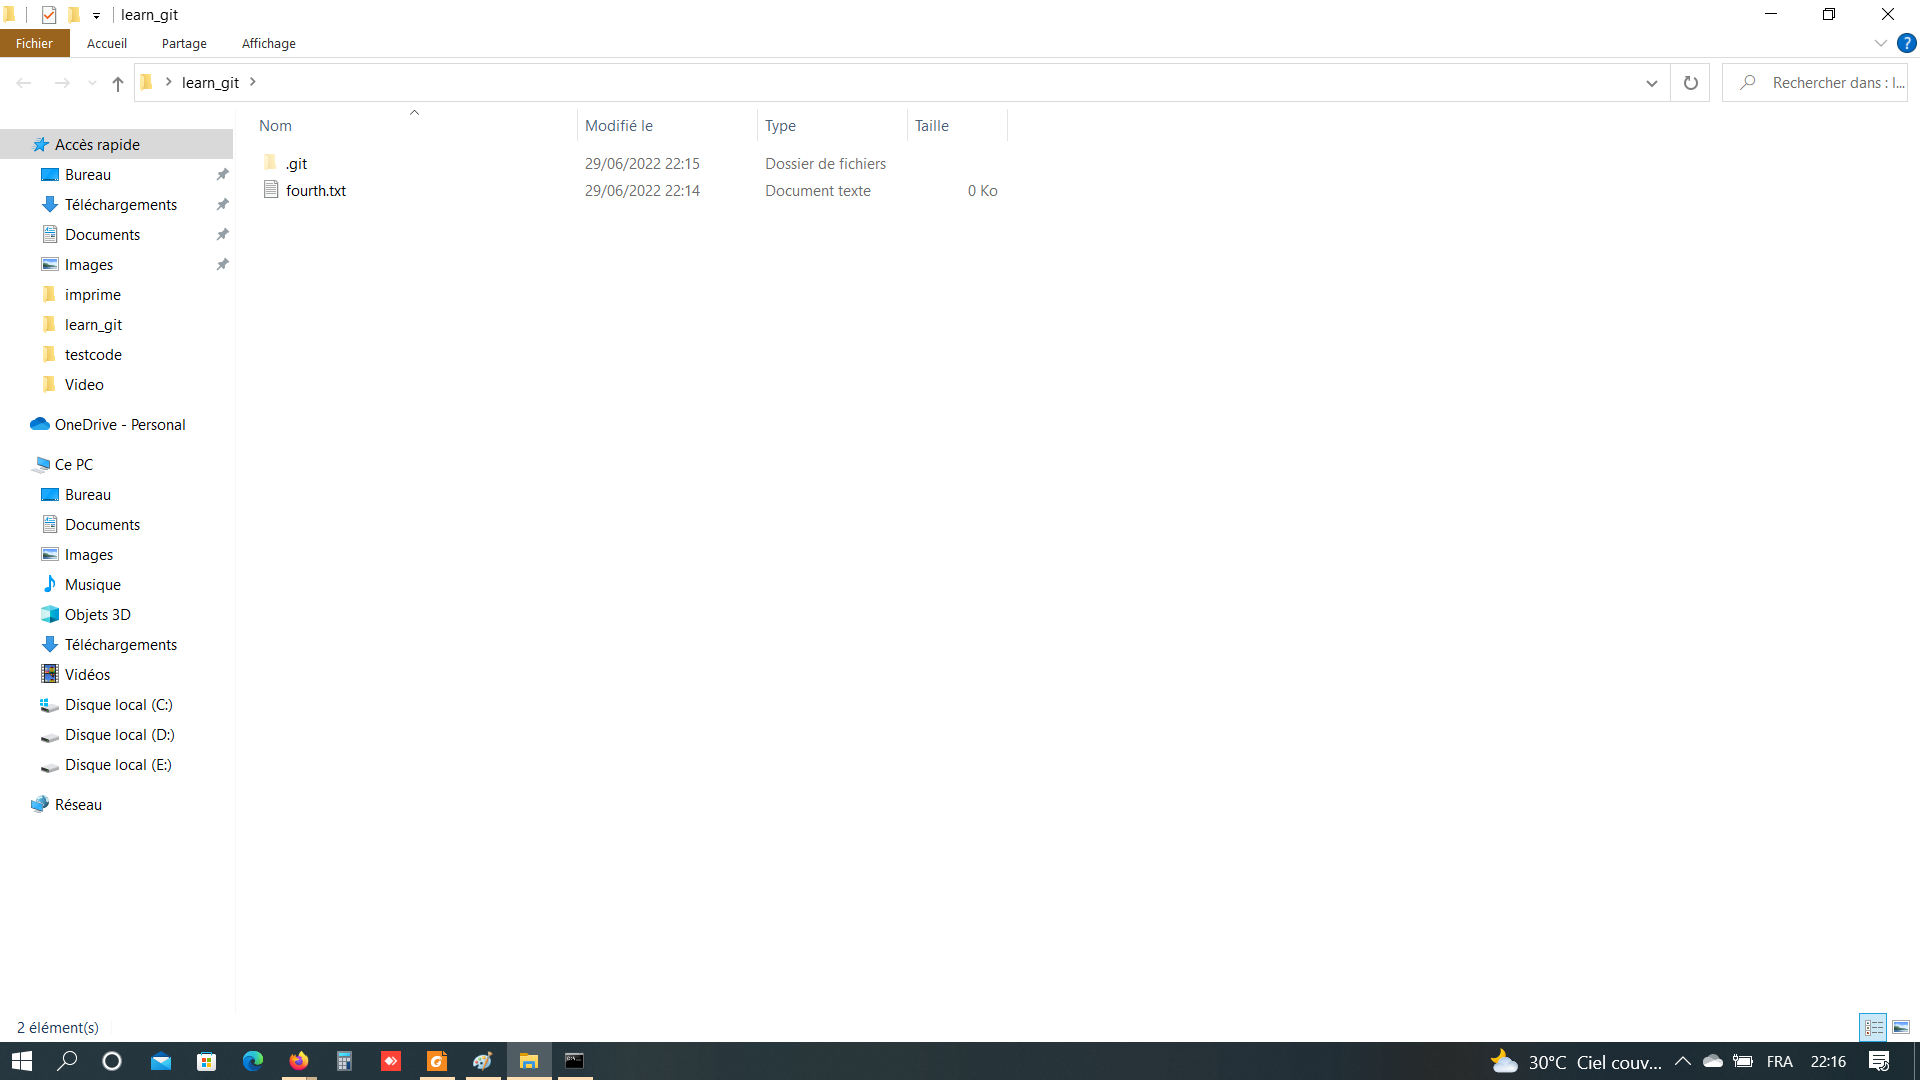 learn_git
Fichier Accueil Partage Affichage
learn_git
Rechercher dans : l...
Nom Modifié le Type Taille
.git 29/06/2022 22:15 Dossier de fichiers
fourth.txt 29/06/2022 22:14 Document texte 0 Ko
Accès rapide
Bureau
Téléchargements
Documents
Images
imprime
learn_git
testcode
Video
OneDrive - Personal
Ce PC
Bureau
Documents
Images
Musique
Objets 3D
Téléchargements
Vidéos
Disque local (C:)
Disque local (D:)
Disque local (E:)
Réseau
2 élément(s)
30°C Ciel couv... FRA 22:16